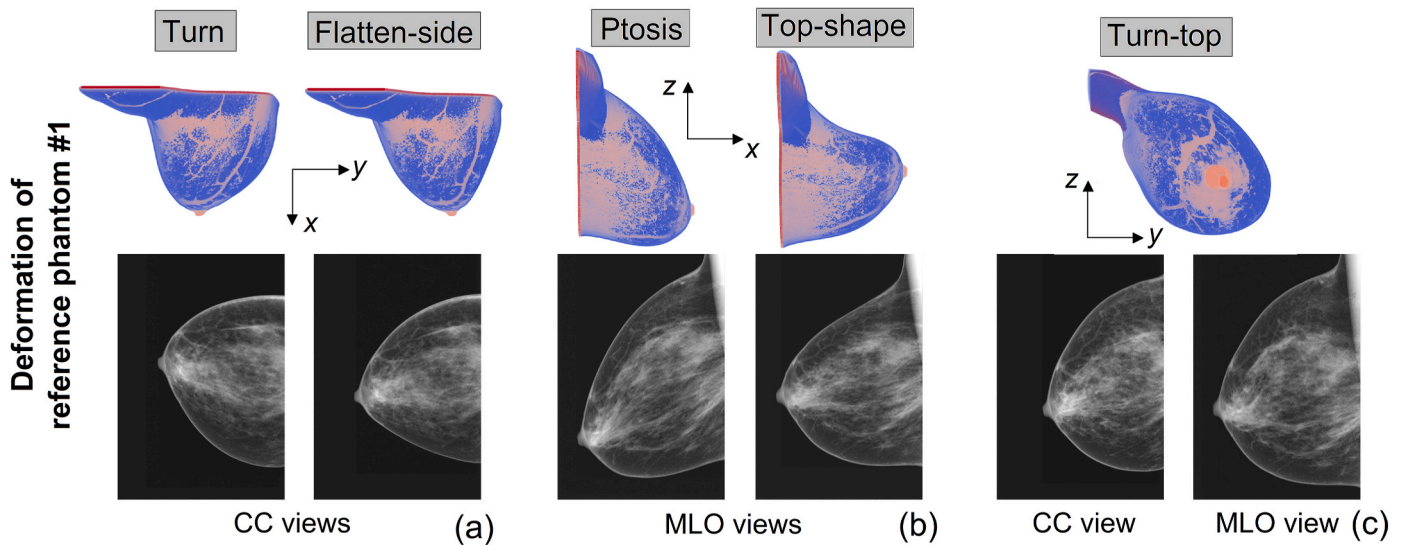 Turn
Flatten-side
Ptosis
Top-shape
Turn-top
Deformation of
reference phantom #1
y
x
z
x
z
y
CC views
(a)
MLO views
(b)
CC view
MLO view
(c)